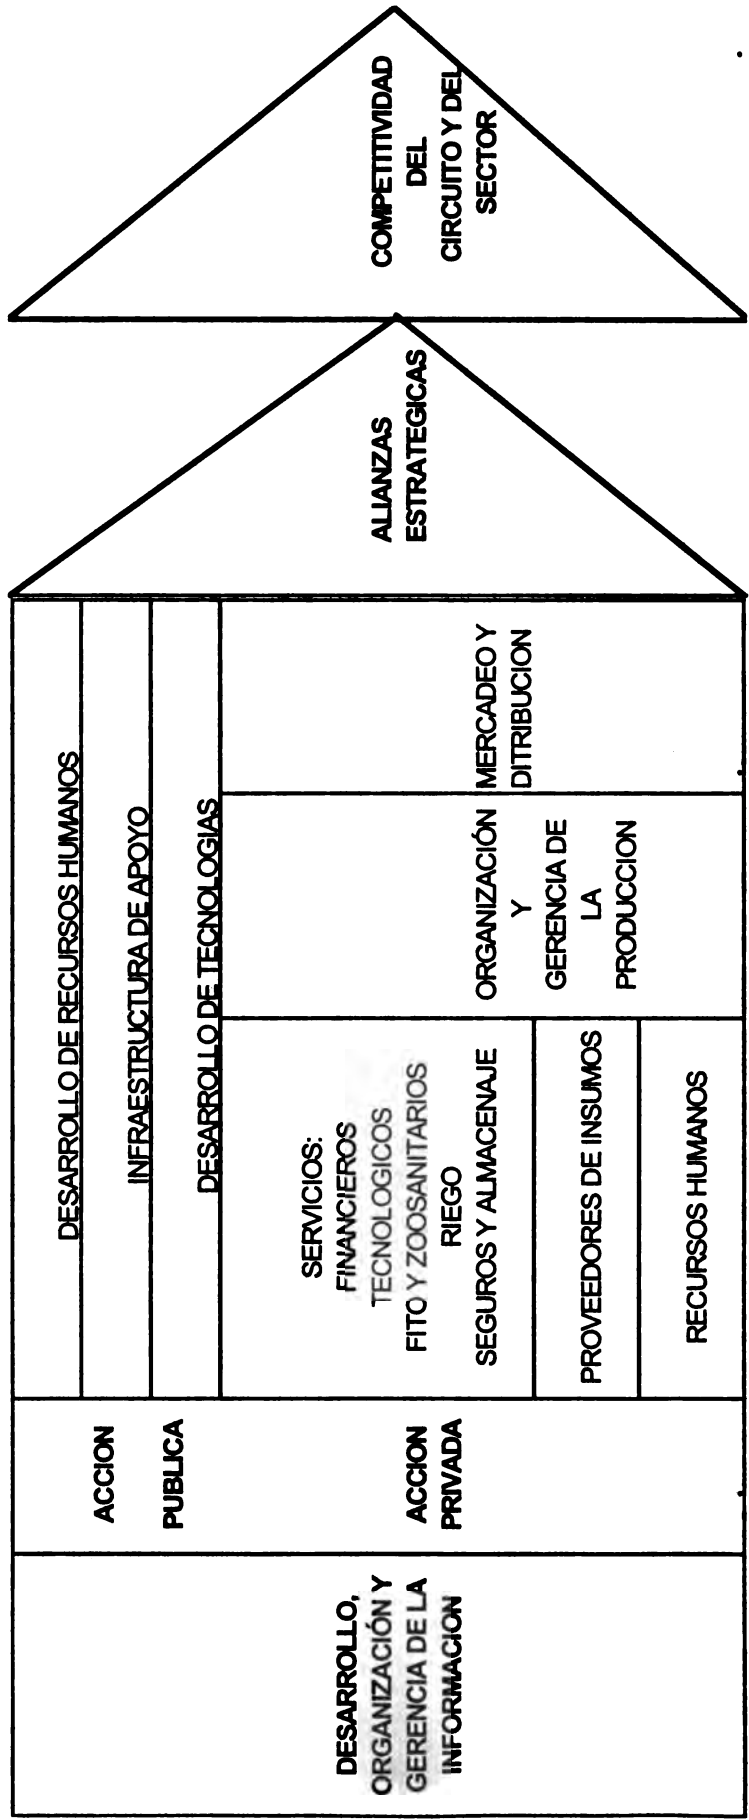 DESARROLLO,
ORGANIZACIÓN Y
GERENCIA DE LA
INFORMACION
ACCION
PUBLICA
ACCION
PRIVADA
DESARROLLO DE RECURSOS HUMANOS
INFRAESTRUCTURA DE APOYO
DESARROLLO DE TECNOLOGIAS
SERVICIOS:
FINANCIEROS
TECNOLOGICOS
FITO Y ZOOSANITARIOS
RIEGO
SEGUROS Y ALMACENAJE
PROVEEDORES DE INSUMOS
RECURSOS HUMANOS
ORGANIZACIÓN
Y
GERENCIA DE
LA
PRODUCCION
MERCADEO Y
DITRIBUCION
ALIANZAS
ESTRATEGICAS
COMPETITIVIDAD
DEL
CIRCUITO Y DEL
SECTOR